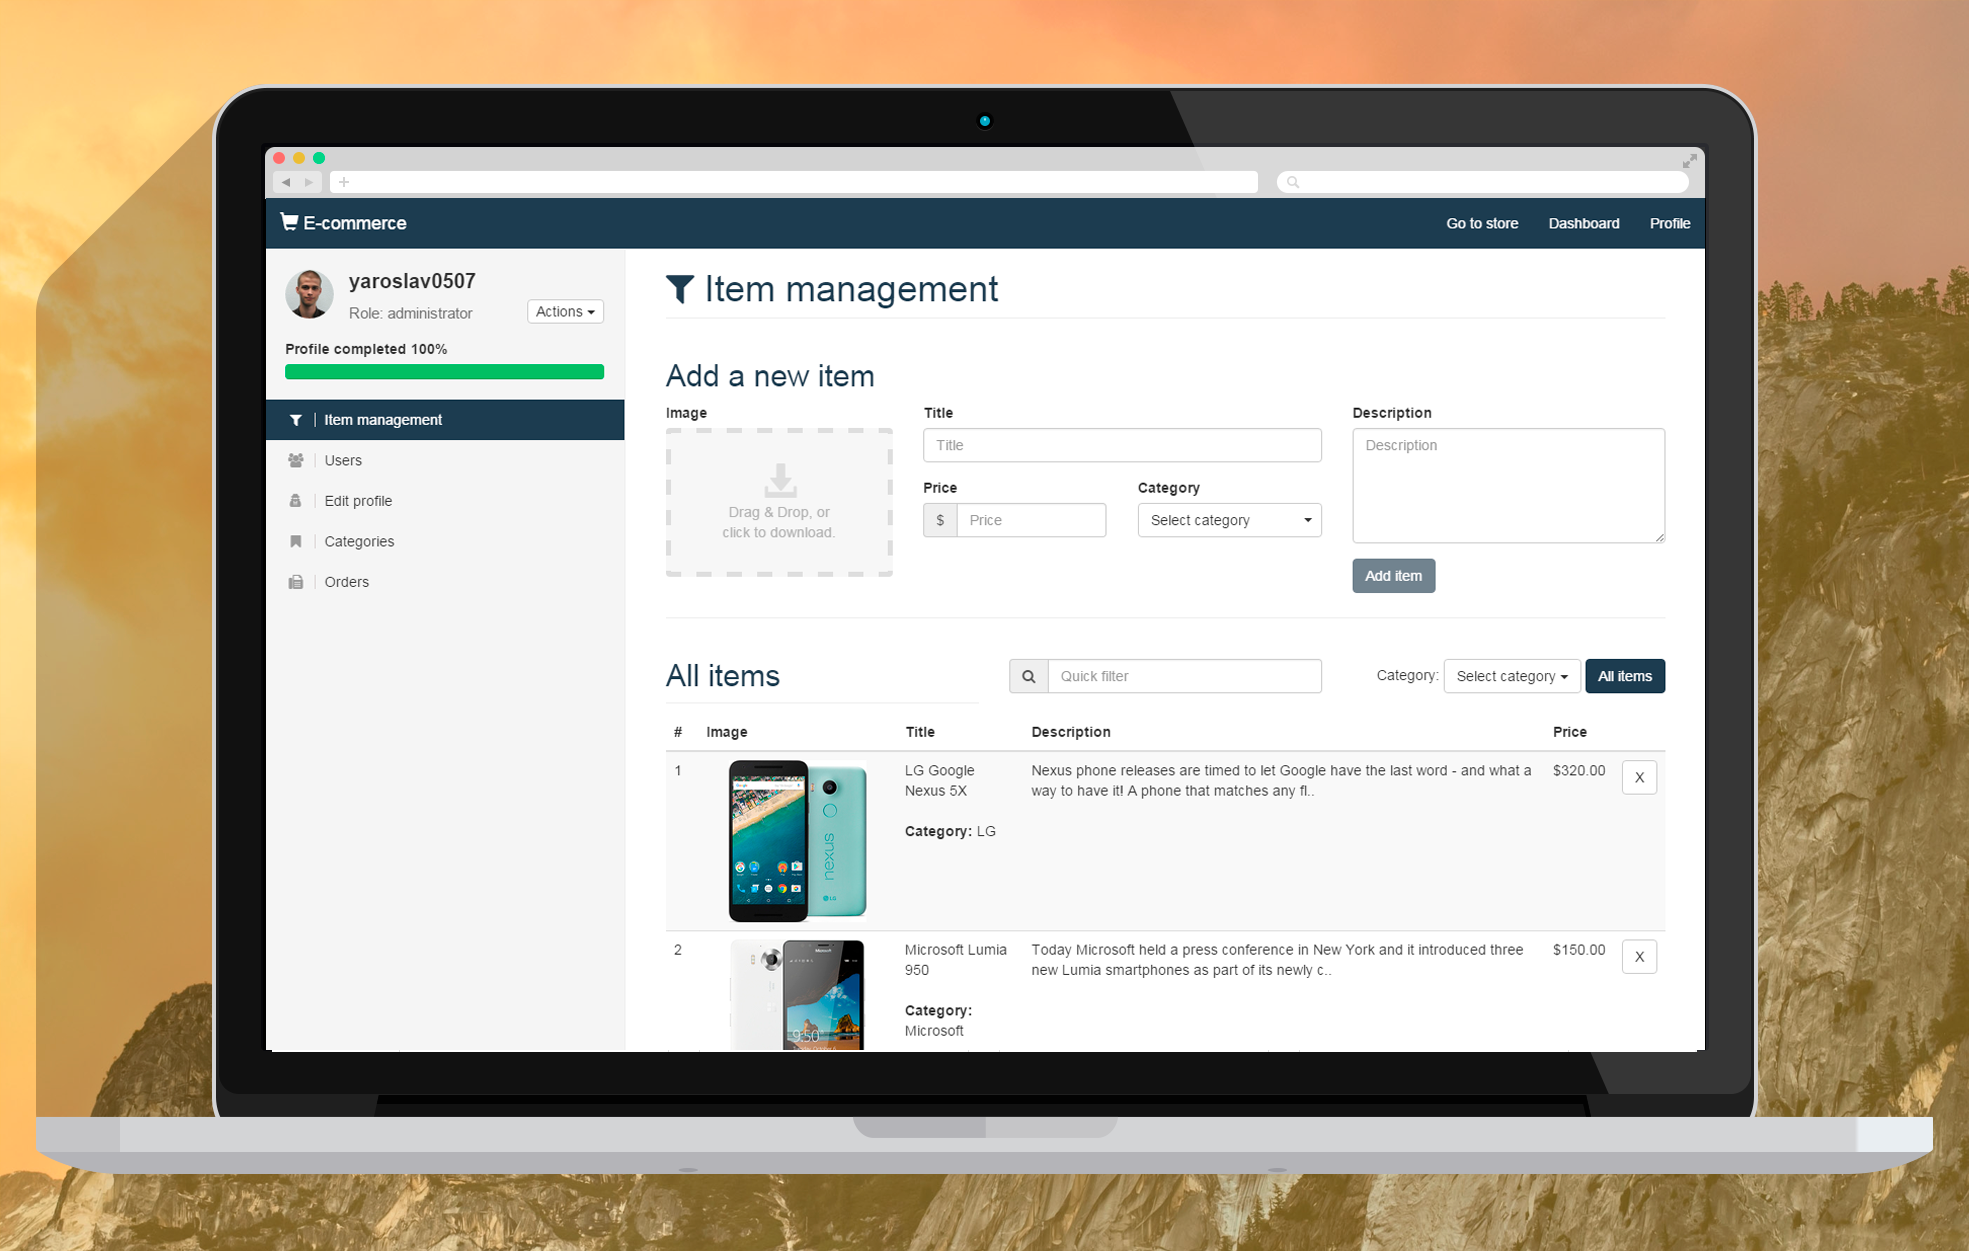 E-commerce
Go to store
Dashboard
Profile
yaroslav0507
Role: administrator
Actions
Profile completed 100%
Item management
Users
Edit profile
Categories
Orders
Item management
Add a new item
Image
Drag & Drop, or
click to download.
Title
Title
Price
$
Price
Category
Select category
Description
Description
Add item
All items
Quick filter
Category:
Select category
All items
# Image Title Description Price
1
nexus
LG
LG Google
Nexus 5X
Category: LG
Nexus phone releases are timed to let Google have the last word - and what a
way to have it! A phone that matches any fl..
$320.00
X
2
Microsoft
9:50
Microsoft Lumia
950
Category:
Microsoft
Today Microsoft held a press conference in New York and it introduced three
new Lumia smartphones as part of its newly c..
$150.00
X